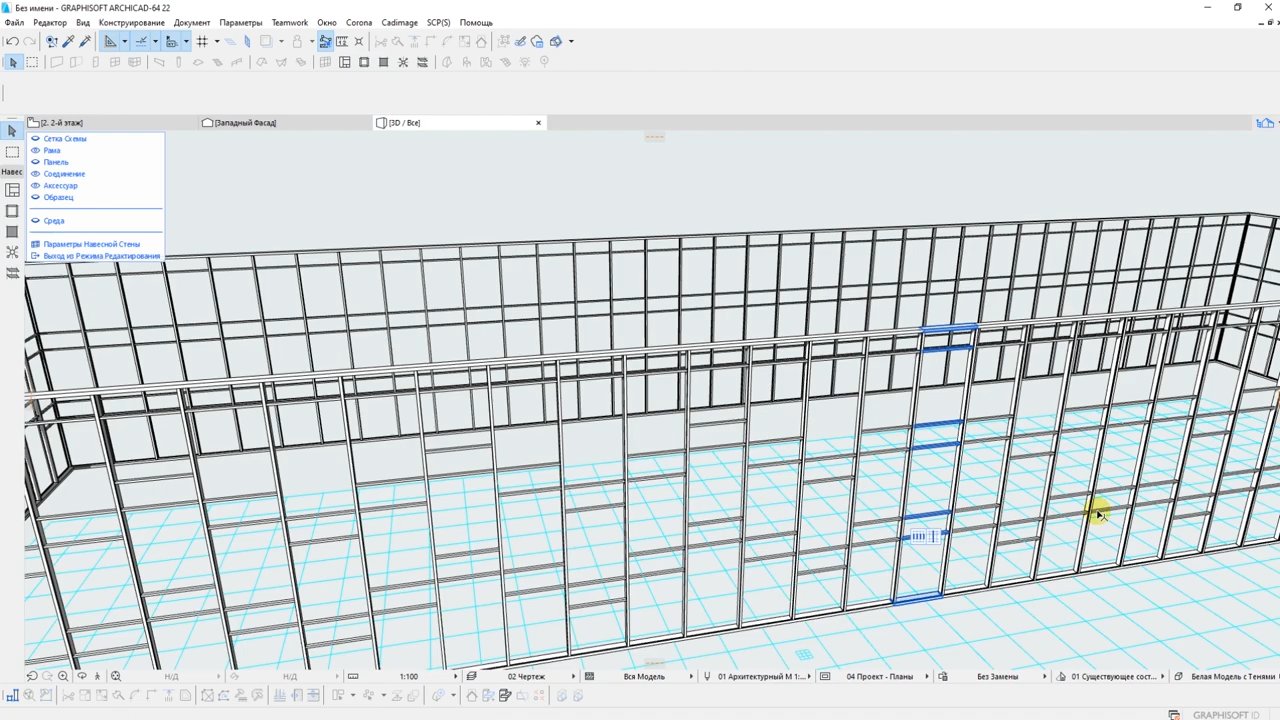 Без имени - GRAPHISOFT ARCHICAD-64 22
Файл Редактор Вид Конструирование Документ Параметры Teamwork Окно Corona Cadimage SCP(S) Помощь
[2. 2-й этаж] [Западный Фасад] [3D / Все]
Сетка Схемы
Рама
Панель
Навес
Соединение
Аксессуар
Образец
Среда
Параметры Навесной Стены
Выход из Режима Редактирования
Н/Д Н/Д 1:100 02 Чертеж Вся Модель 01 Архитектурный М 1:... 04 Проект - Планы Без Замены 01 Существующее сост... Белая Модель с Тенями
GRAPHISOFT ID